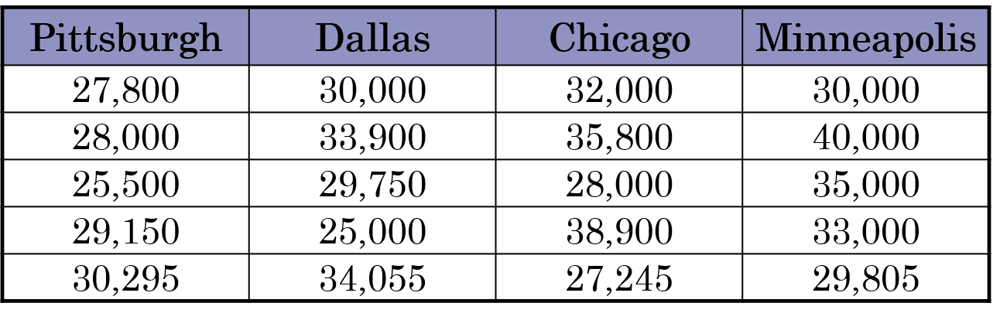 Pittsburgh Dallas Chicago Minneapolis
27,800 30,000 32,000 30,000
28,000 33,900 35,800 40,000
25,500 29,750 28,000 35,000
29,150 25,000 38,900 33,000
30,295 34,055 27,245 29,805